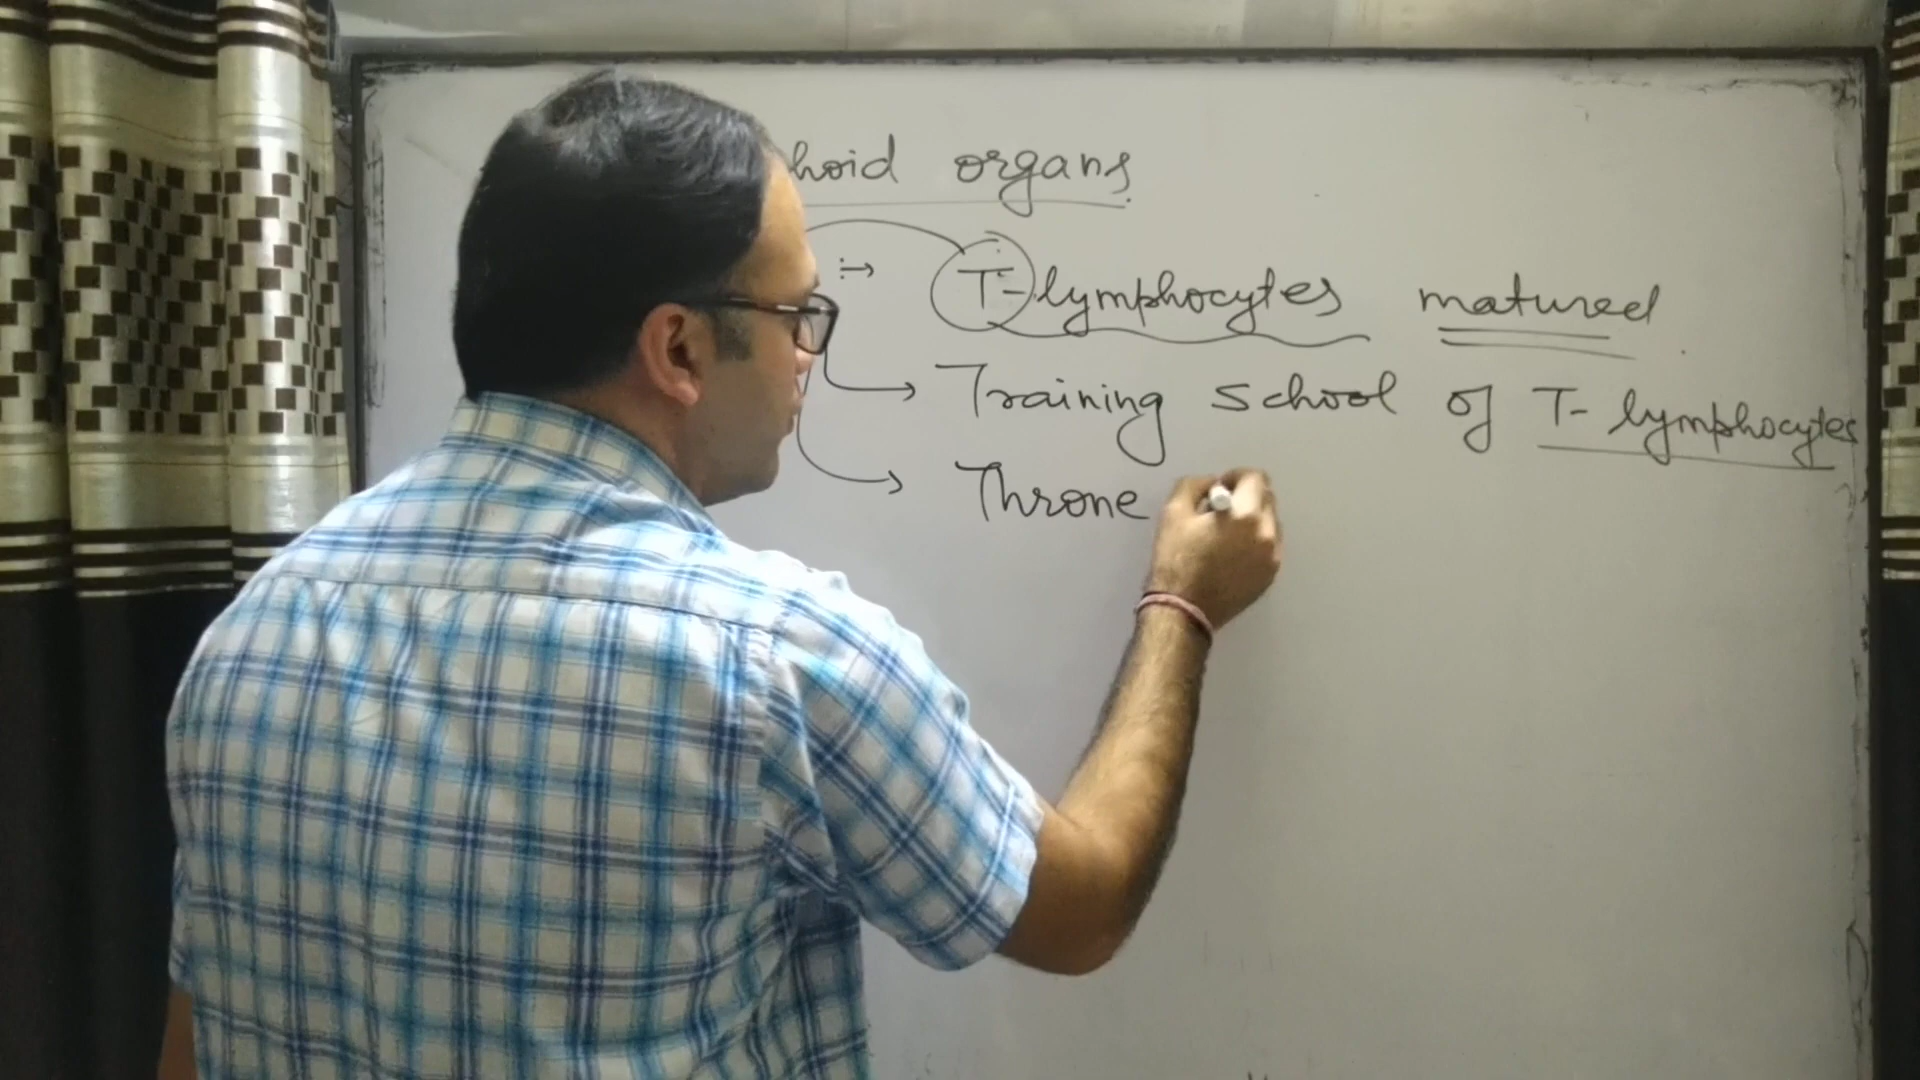 hoid organs
T-lymphocytes matured
Training School of T- lymphocytes
Throne